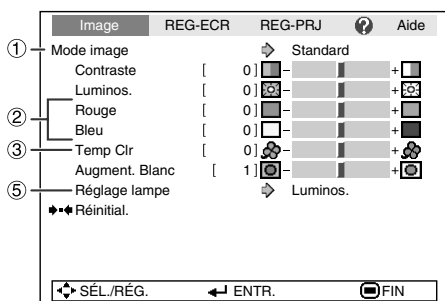 Image REG-ECR REG-PRJ ? Aide
① Mode image Standard
Contraste [ 0 ] - +
Luminos. [ 0 ] - +
② Rouge [ 0 ] - +
Bleu [ 0 ] - +
③ Temp Clr [ 0 ] - +
Augment. Blanc [ 1 ] - +
⑤ Réglage lampe Luminos.
Réinitial.
SÉL./RÉG. ENTR. FIN